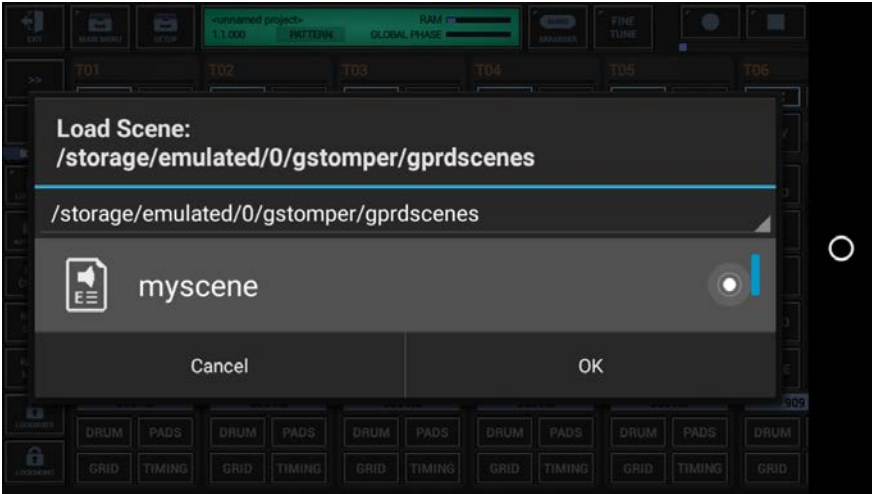 EXIT
MAIN MENU
SETUP
<unnamed project>
RAM
1.1.000
PATTERN
GLOBAL PHASE
ARRANGER
FINE
TUNE
>>
T01
T02
T03
T04
T05
T06
Load Scene:
/storage/emulated/0/gstomper/gprdscenes
/storage/emulated/0/gstomper/gprdscenes
E
myscene
Cancel
OK
909
DRUM PADS DRUM PADS DRUM PADS DRUM PADS DRUM PADS DRUM
GRID TIMING GRID TIMING GRID TIMING GRID TIMING GRID TIMING GRID